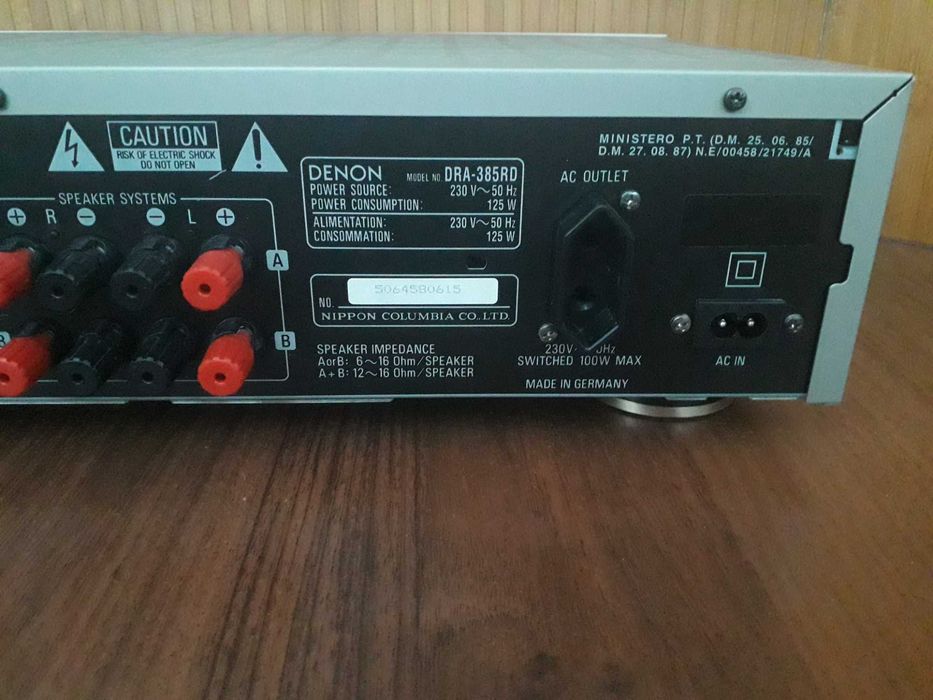 CAUTION
RISK OF ELECTRIC SHOCK
DO NOT OPEN
SPEAKER SYSTEMS
+ R − − L +
A
B
DENON MODEL NO. DRA-385RD
POWER SOURCE: 230 V~50 Hz
POWER CONSUMPTION: 125 W
ALIMENTATION: 230 V~50 Hz
CONSOMMATION: 125 W
NO. 5064580615
NIPPON COLUMBIA CO., LTD.
SPEAKER IMPEDANCE
AorB: 6~16 Ohm/SPEAKER
A+B: 12~16 Ohm/SPEAKER
MINISTERO P.T. (D.M. 25. 06. 85/
D.M. 27. 08. 87) N.E/00458/21749/A
AC OUTLET
230V
SWITCHED 100W MAX
MADE IN GERMANY
AC IN